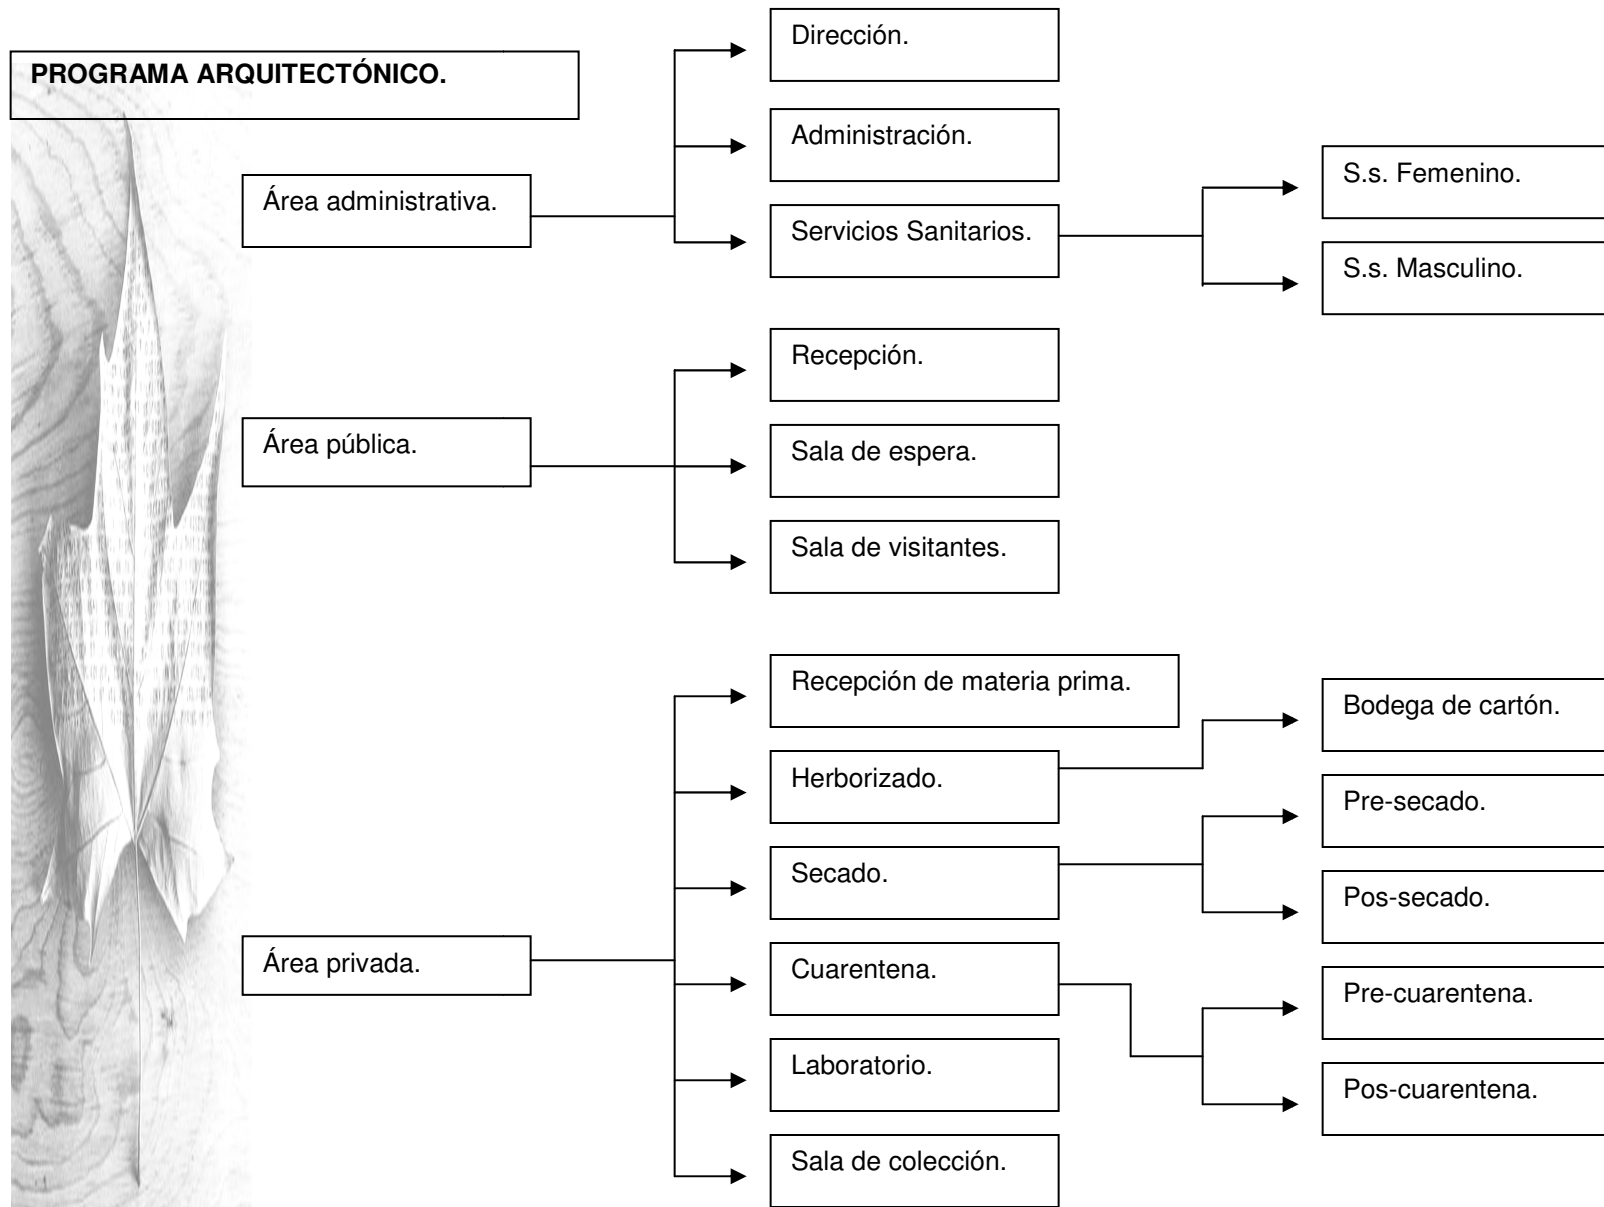 PROGRAMA ARQUITECTÓNICO.
Área administrativa.
Dirección.
Administración.
Servicios Sanitarios.
S.s. Femenino.
S.s. Masculino.
Área pública.
Recepción.
Sala de espera.
Sala de visitantes.
Área privada.
Recepción de materia prima.
Herborizado.
Bodega de cartón.
Secado.
Pre-secado.
Pos-secado.
Cuarentena.
Pre-cuarentena.
Pos-cuarentena.
Laboratorio.
Sala de colección.